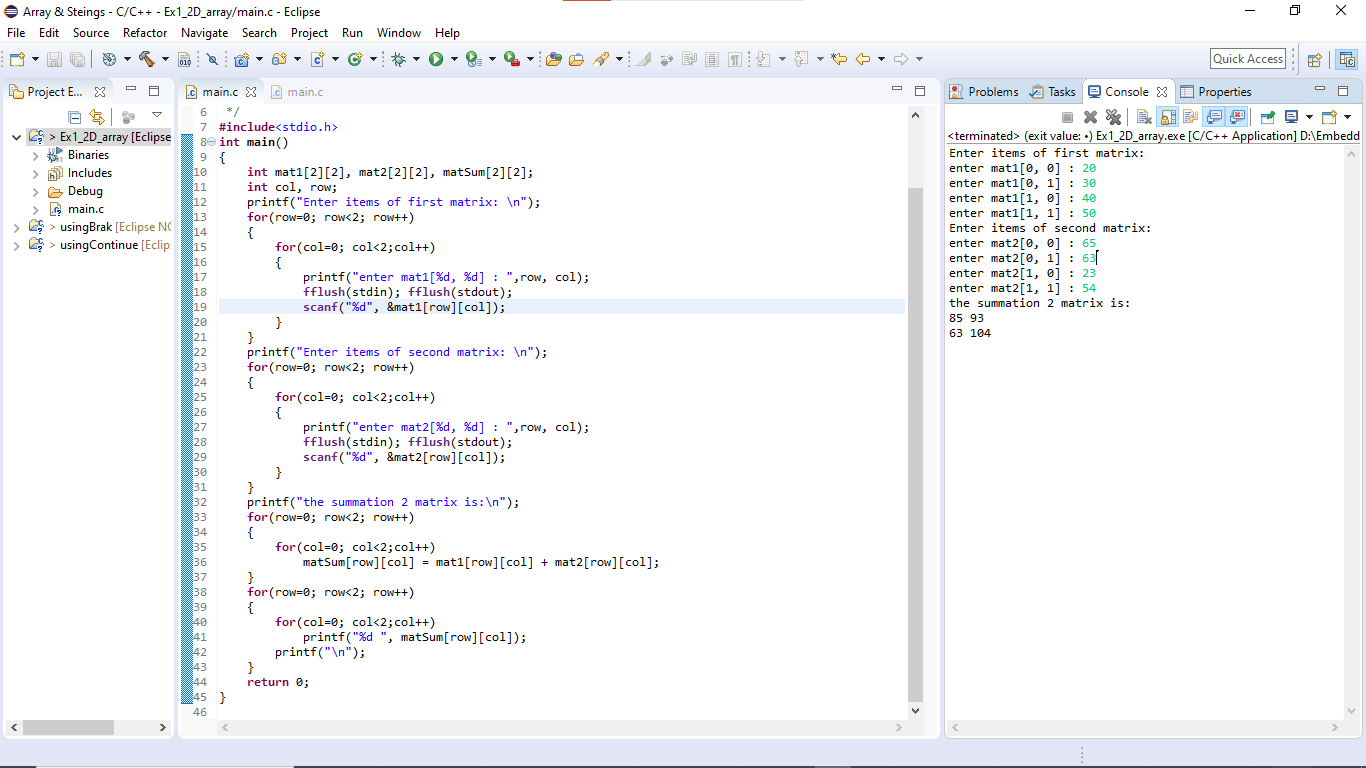 Array & Steings - C/C++ - Ex1_2D_array/main.c - Eclipse
File Edit Source Refactor Navigate Search Project Run Window Help
Quick Access
Project E...
> Ex1_2D_array [Eclipse
Binaries
Includes
Debug
main.c
> usingBrak [Eclipse NO
> usingContinue [Eclip
main.c
main.c
6 */
7 #include<stdio.h>
8 int main()
9 {
10 int mat1[2][2], mat2[2][2], matSum[2][2];
11 int col, row;
12 printf("Enter items of first matrix: \n");
13 for(row=0; row<2; row++)
14 {
15 for(col=0; col<2;col++)
16 {
17 printf("enter mat1[%d, %d] : ",row, col);
18 fflush(stdin); fflush(stdout);
19 scanf("%d", &mat1[row][col]);
20 }
21 }
22 printf("Enter items of second matrix: \n");
23 for(row=0; row<2; row++)
24 {
25 for(col=0; col<2;col++)
26 {
27 printf("enter mat2[%d, %d] : ",row, col);
28 fflush(stdin); fflush(stdout);
29 scanf("%d", &mat2[row][col]);
30 }
31 }
32 printf("the summation 2 matrix is:\n");
33 for(row=0; row<2; row++)
34 {
35 for(col=0; col<2;col++)
36 matSum[row][col] = mat1[row][col] + mat2[row][col];
37 }
38 for(row=0; row<2; row++)
39 {
40 for(col=0; col<2;col++)
41 printf("%d ", matSum[row][col]);
42 printf("\n");
43 }
44 return 0;
45 }
46
Problems Tasks Console Properties
<terminated> (exit value: •) Ex1_2D_array.exe [C/C++ Application] D:\Embedd
Enter items of first matrix:
enter mat1[0, 0] : 20
enter mat1[0, 1] : 30
enter mat1[1, 0] : 40
enter mat1[1, 1] : 50
Enter items of second matrix:
enter mat2[0, 0] : 65
enter mat2[0, 1] : 63
enter mat2[1, 0] : 23
enter mat2[1, 1] : 54
the summation 2 matrix is:
85 93
63 104